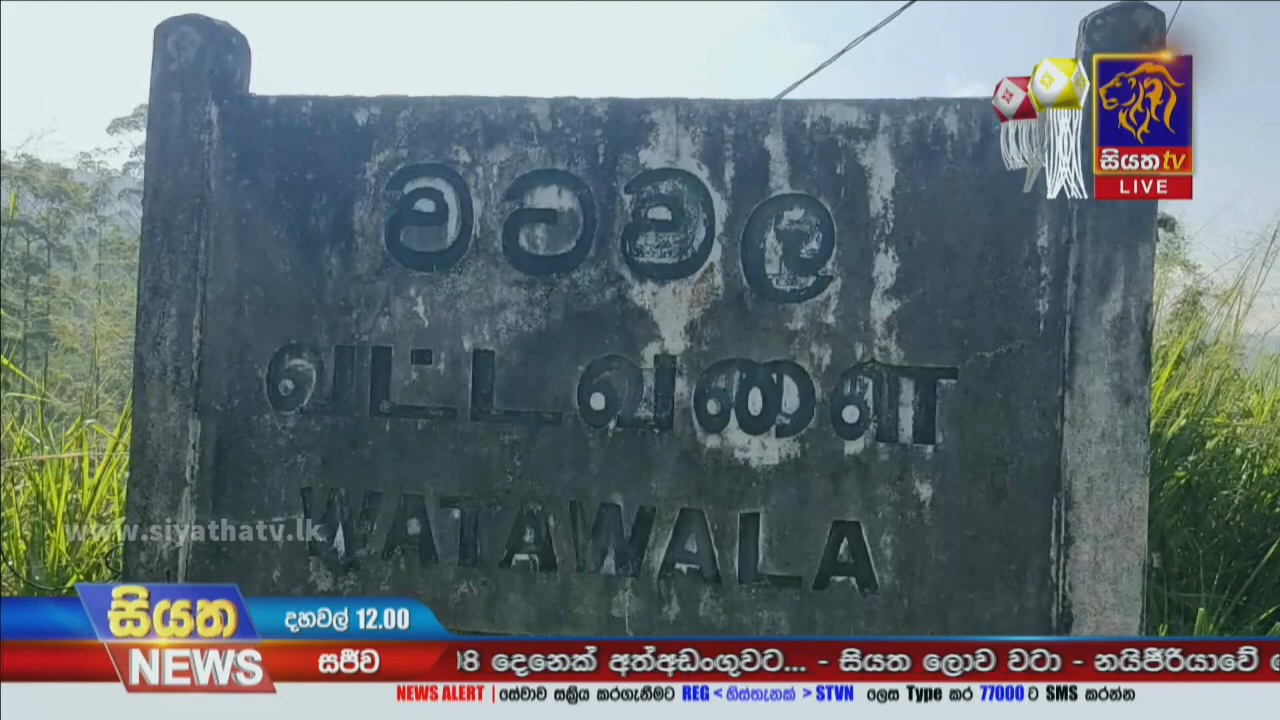 සියත tv
LIVE
වටවල
வட்டவளை
WATAWALA
www.siyathatv.lk
සියත
NEWS
දහවල් 12.00
සජීව
08 දෙනෙක් අත්අඩංගුවට... - සියත ලොව වටා - නයිජීරියාවේ
NEWS ALERT | සේවාව සක්‍රීය කරගැනීමට REG < හිස්තැනක් > STVN ලෙස Type කර 77000 ට SMS කරන්න